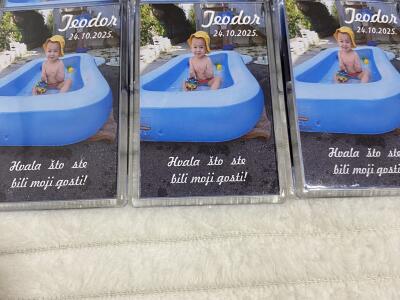 Teodor
24.10.2025.
Hvala što ste
bili moji gosti!
Teodor
24.10.2025.
Hvala što ste
bili moji gosti!
Teodor
24.10.2025.
Hvala što ste
bili moji gosti!